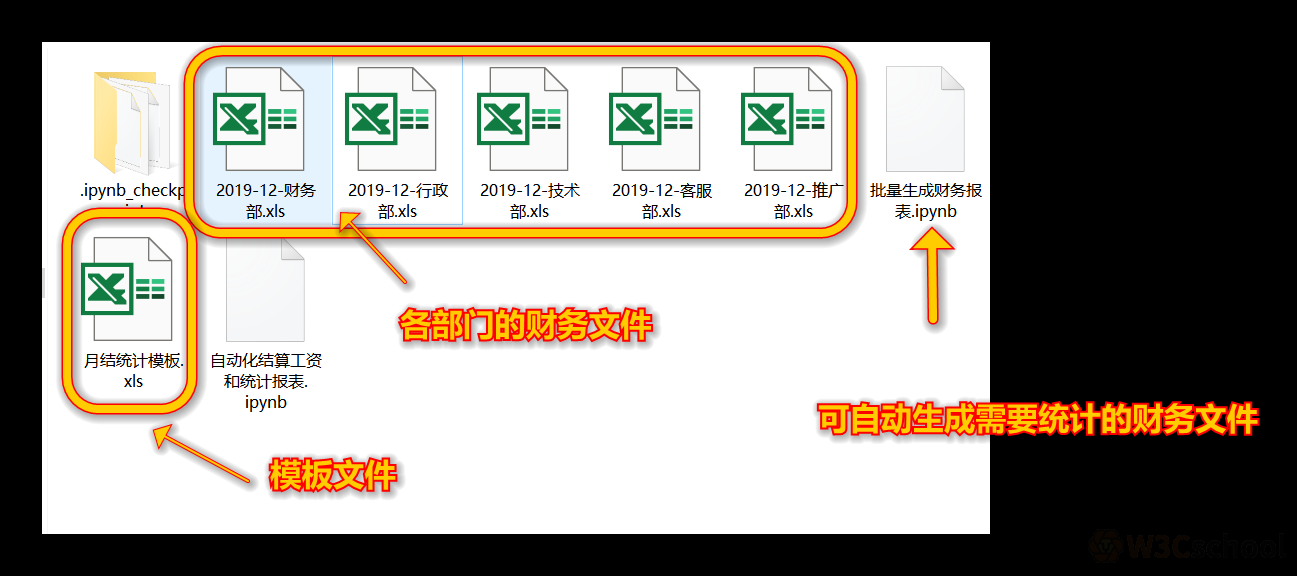 .ipynb_checkp
2019-12-财务
部.xls
2019-12-行政
部.xls
2019-12-技术
部.xls
2019-12-客服
部.xls
2019-12-推广
部.xls
批量生成财务报
表.ipynb
各部门的财务文件
月结统计模板.
xls
自动化结算工资
和统计报表.
ipynb
可自动生成需要统计的财务文件
模板文件
W3Cschool